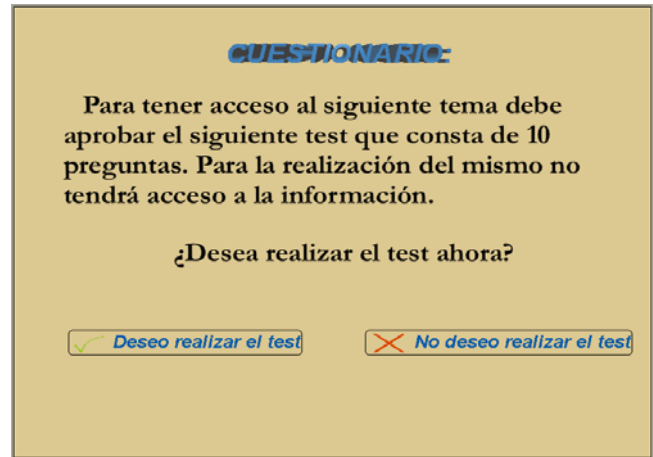 CUESTIONARIO:
Para tener acceso al siguiente tema debe
aprobar el siguiente test que consta de 10
preguntas. Para la realización del mismo no
tendrá acceso a la información.
¿Desea realizar el test ahora?
Deseo realizar el test
No deseo realizar el test